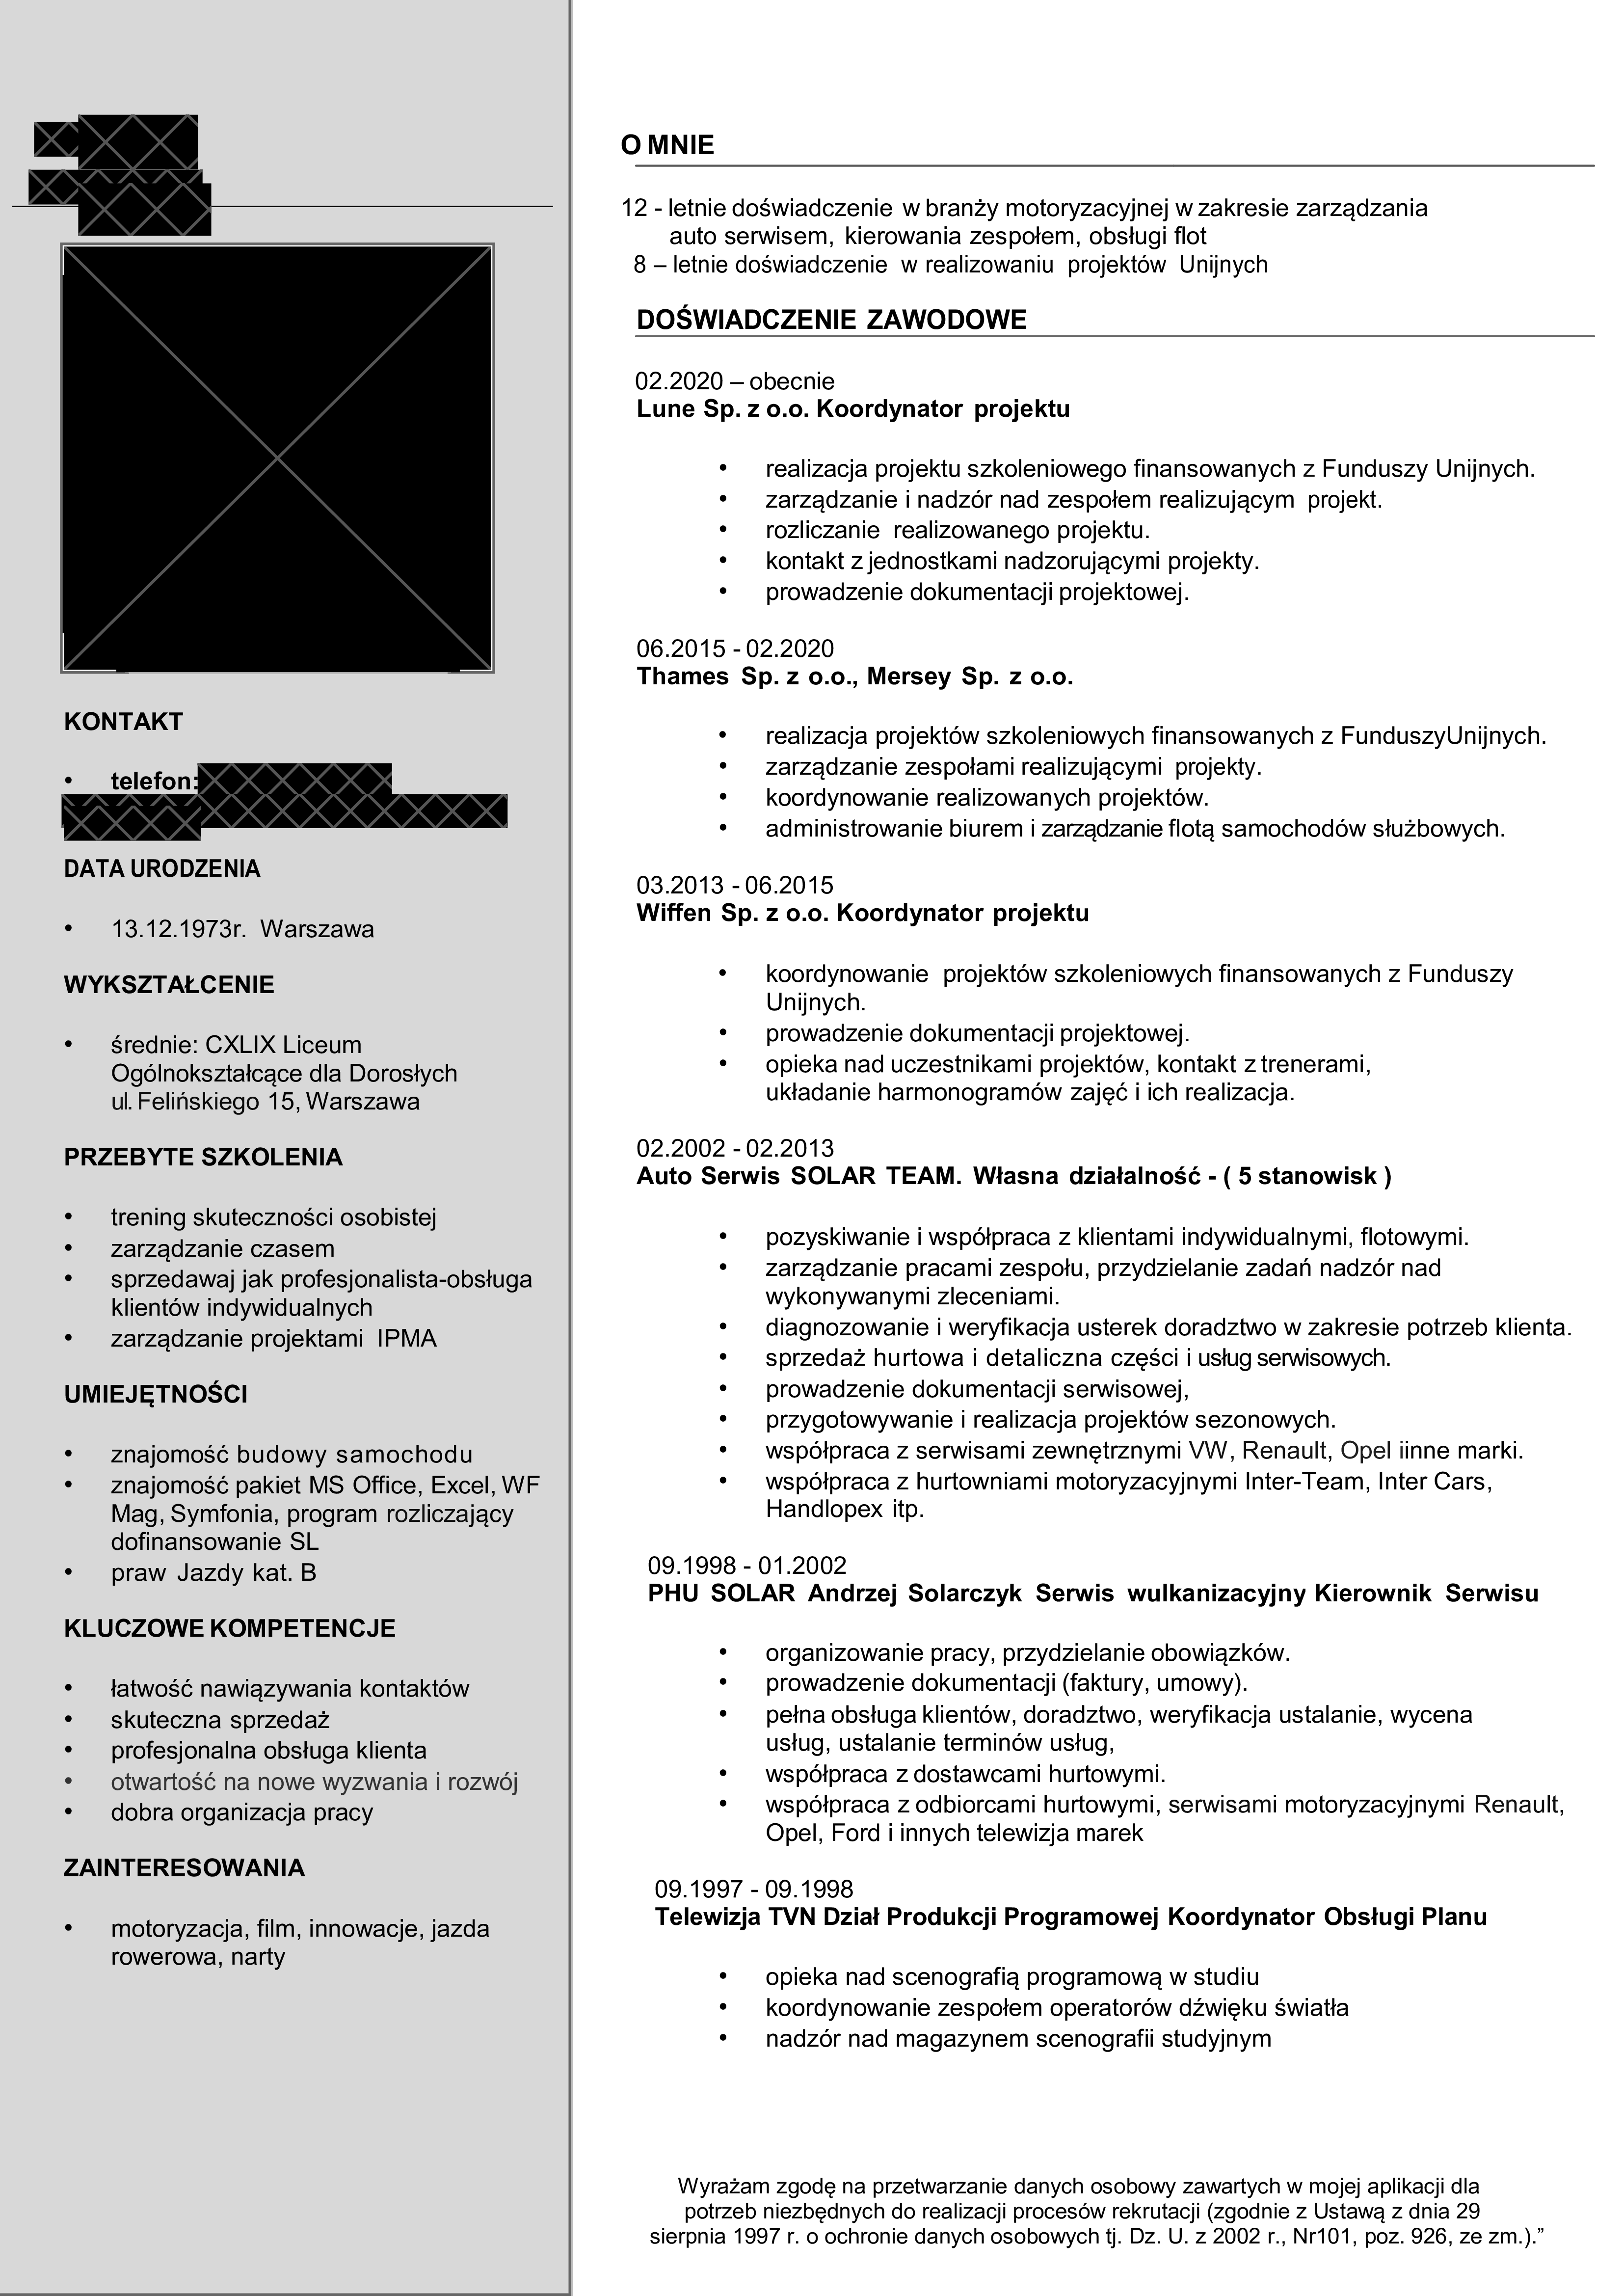 KONTAKT
• telefon:
DATA URODZENIA
• 13.12.1973r. Warszawa
WYKSZTAŁCENIE
• średnie: CXLIX Liceum
Ogólnokształcące dla Dorosłych
ul. Felińskiego 15, Warszawa
PRZEBYTE SZKOLENIA
• trening skuteczności osobistej
• zarządzanie czasem
• sprzedawaj jak profesjonalista-obsługa
klientów indywidualnych
• zarządzanie projektami IPMA
UMIEJĘTNOŚCI
• znajomość budowy samochodu
• znajomość pakiet MS Office, Excel, WF
Mag, Symfonia, program rozliczający
dofinansowanie SL
• praw Jazdy kat. B
KLUCZOWE KOMPETENCJE
• łatwość nawiązywania kontaktów
• skuteczna sprzedaż
• profesjonalna obsługa klienta
• otwartość na nowe wyzwania i rozwój
• dobra organizacja pracy
ZAINTERESOWANIA
• motoryzacja, film, innowacje, jazda
rowerowa, narty
O MNIE
12 - letnie doświadczenie w branży motoryzacyjnej w zakresie zarządzania
auto serwisem, kierowania zespołem, obsługi flot
8 – letnie doświadczenie w realizowaniu projektów Unijnych
DOŚWIADCZENIE ZAWODOWE
02.2020 – obecnie
Lune Sp. z o.o. Koordynator projektu
• realizacja projektu szkoleniowego finansowanych z Funduszy Unijnych.
• zarządzanie i nadzór nad zespołem realizującym projekt.
• rozliczanie realizowanego projektu.
• kontakt z jednostkami nadzorującymi projekty.
• prowadzenie dokumentacji projektowej.
06.2015 - 02.2020
Thames Sp. z o.o., Mersey Sp. z o.o.
• realizacja projektów szkoleniowych finansowanych z FunduszyUnijnych.
• zarządzanie zespołami realizującymi projekty.
• koordynowanie realizowanych projektów.
• administrowanie biurem i zarządzanie flotą samochodów służbowych.
03.2013 - 06.2015
Wiffen Sp. z o.o. Koordynator projektu
• koordynowanie projektów szkoleniowych finansowanych z Funduszy
Unijnych.
• prowadzenie dokumentacji projektowej.
• opieka nad uczestnikami projektów, kontakt z trenerami,
układanie harmonogramów zajęć i ich realizacja.
02.2002 - 02.2013
Auto Serwis SOLAR TEAM. Własna działalność - ( 5 stanowisk )
• pozyskiwanie i współpraca z klientami indywidualnymi, flotowymi.
• zarządzanie pracami zespołu, przydzielanie zadań nadzór nad
wykonywanymi zleceniami.
• diagnozowanie i weryfikacja usterek doradztwo w zakresie potrzeb klienta.
• sprzedaż hurtowa i detaliczna części i usług serwisowych.
• prowadzenie dokumentacji serwisowej,
• przygotowywanie i realizacja projektów sezonowych.
• współpraca z serwisami zewnętrznymi VW, Renault, Opel iinne marki.
• współpraca z hurtowniami motoryzacyjnymi Inter-Team, Inter Cars,
Handlopex itp.
09.1998 - 01.2002
PHU SOLAR Andrzej Solarczyk Serwis wulkanizacyjny Kierownik Serwisu
• organizowanie pracy, przydzielanie obowiązków.
• prowadzenie dokumentacji (faktury, umowy).
• pełna obsługa klientów, doradztwo, weryfikacja ustalanie, wycena
usług, ustalanie terminów usług,
• współpraca z dostawcami hurtowymi.
• współpraca z odbiorcami hurtowymi, serwisami motoryzacyjnymi Renault,
Opel, Ford i innych telewizja marek
09.1997 - 09.1998
Telewizja TVN Dział Produkcji Programowej Koordynator Obsługi Planu
• opieka nad scenografią programową w studiu
• koordynowanie zespołem operatorów dźwięku światła
• nadzór nad magazynem scenografii studyjnym
Wyrażam zgodę na przetwarzanie danych osobowy zawartych w mojej aplikacji dla
potrzeb niezbędnych do realizacji procesów rekrutacji (zgodnie z Ustawą z dnia 29
sierpnia 1997 r. o ochronie danych osobowych tj. Dz. U. z 2002 r., Nr101, poz. 926, ze zm.).”